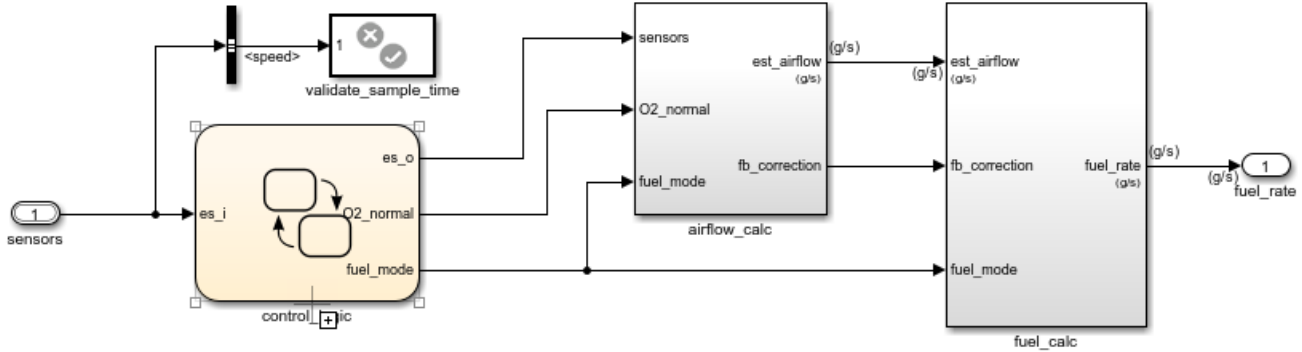 1
sensors
<speed>
1
validate_sample_time
es_i
es_o
O2_normal
fuel_mode
sensors
O2_normal
fuel_mode
est_airflow
(g/s)
fb_correction
airflow_calc
(g/s)
(g/s)
est_airflow
(g/s)
fb_correction
fuel_mode
fuel_rate
(g/s)
fuel_calc
(g/s)
(g/s)
1
fuel_rate